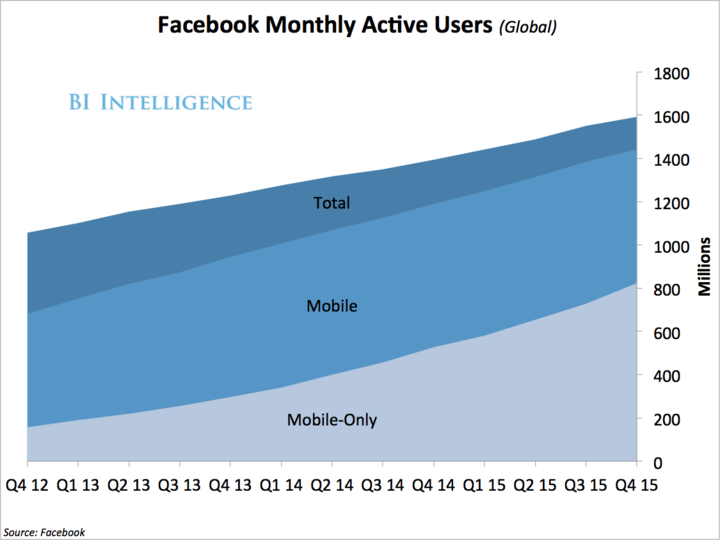 Facebook Monthly Active Users (Global)
BI INTELLIGENCE
1800
1600
1400
1200
1000
800
600
400
200
0
Millions
Total
Mobile
Mobile-Only
Q4 12 Q1 13 Q2 13 Q3 13 Q4 13 Q1 14 Q2 14 Q3 14 Q4 14 Q1 15 Q2 15 Q3 15 Q4 15
Source: Facebook